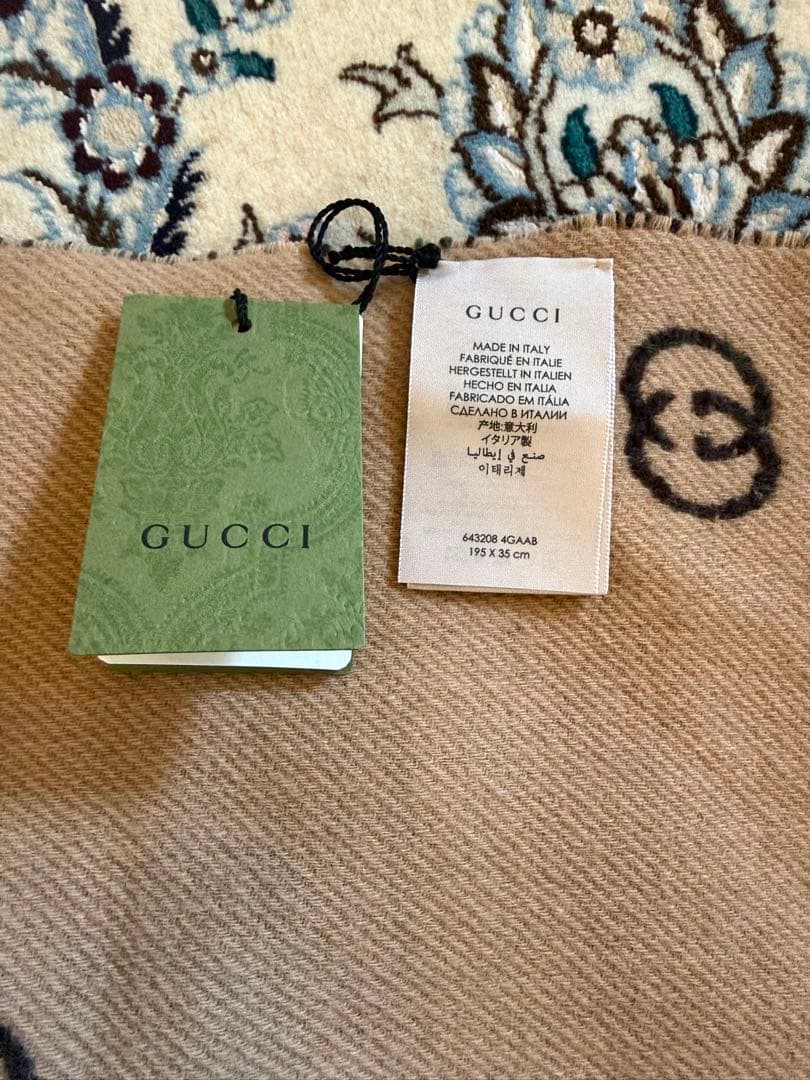 GUCCI
GUCCI
MADE IN ITALY
FABRIQUÉ EN ITALIE
HERGESTELLT IN ITALIEN
HECHO EN ITALIA
FABRICADO EM ITÁLIA
СДЕЛАНО В ИТАЛИИ
产地:意大利
イタリア製
صنع في إيطاليا
이태리제
643208 4GAAB
195 X 35 cm